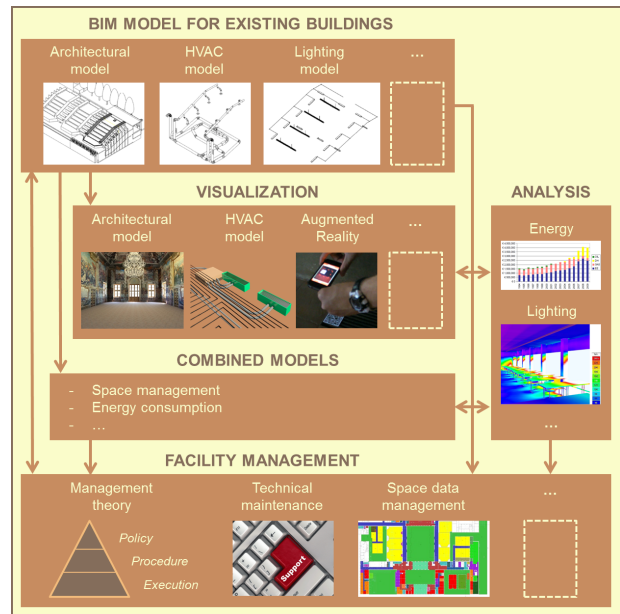 BIM MODEL FOR EXISTING BUILDINGS
Architectural
model
HVAC
model
Lighting
model
...
VISUALIZATION
Architectural
model
HVAC
model
Augmented
Reality
...
ANALYSIS
Energy
Lighting
...
COMBINED MODELS
- Space management
- Energy consumption
- ...
FACILITY MANAGEMENT
Management
theory
Policy
Procedure
Execution
Technical
maintenance
Support
Space data
management
...